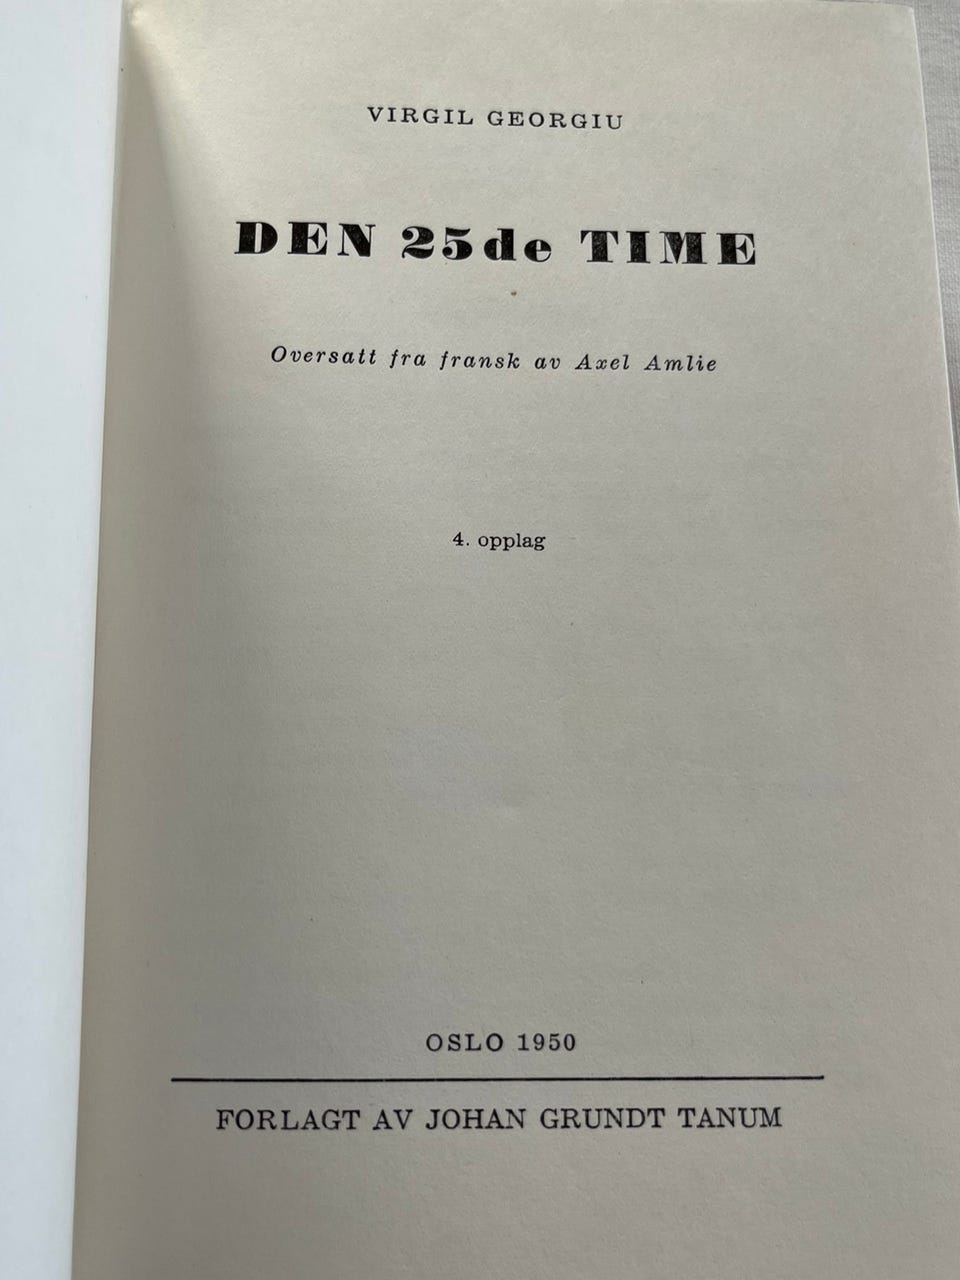 VIRGIL GEORGIU
DEN 25de TIME
Oversatt fra fransk av Axel Amlie
4. opplag
OSLO 1950
FORLAGT AV JOHAN GRUNDT TANUM